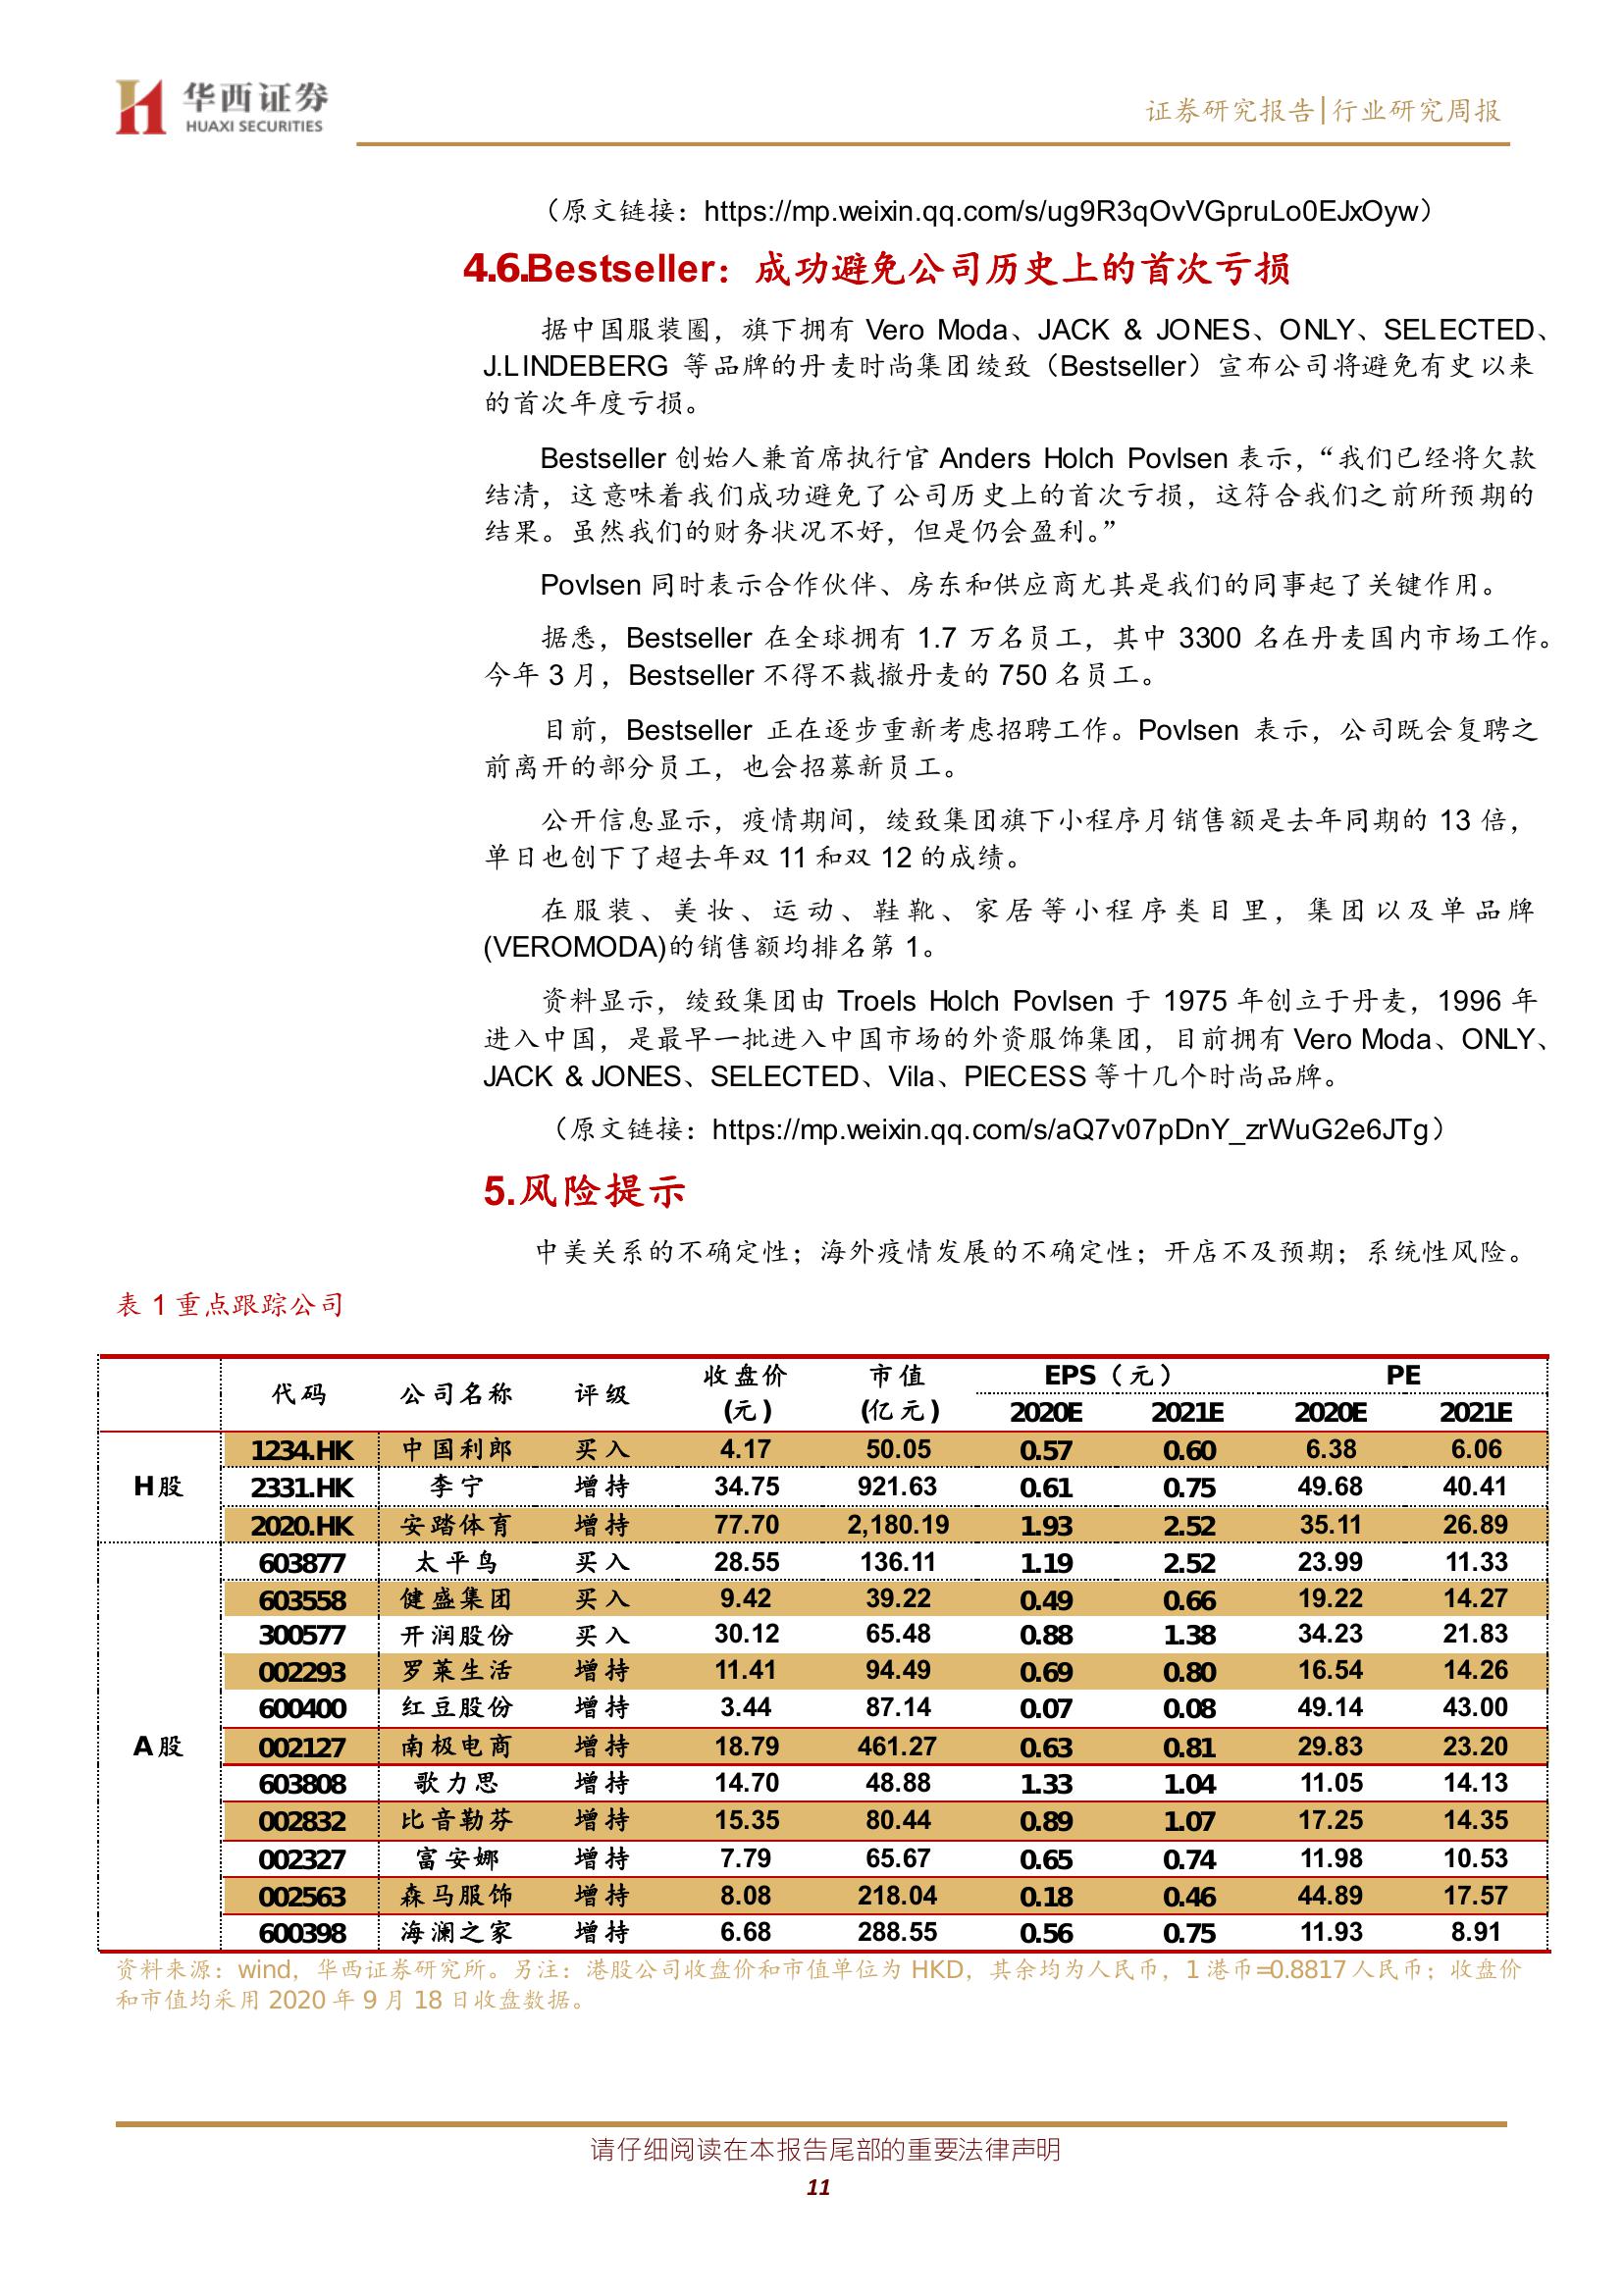 华西证券
HUAXI SECURITIES
证券研究报告|行业研究周报
（原文链接：https://mp.weixin.qq.com/s/ug9R3qOvVGpruLo0EJxOyw）
4.6.Bestseller：成功避免公司历史上的首次亏损
据中国服装圈，旗下拥有 Vero Moda、JACK & JONES、ONLY、SELECTED、
J.LINDEBERG 等品牌的丹麦时尚集团绫致（Bestseller）宣布公司将避免有史以来
的首次年度亏损。
Bestseller 创始人兼首席执行官 Anders Holch Povlsen 表示，“我们已经将欠款
结清，这意味着我们成功避免了公司历史上的首次亏损，这符合我们之前所预期的
结果。虽然我们的财务状况不好，但是仍会盈利。”
Povlsen 同时表示合作伙伴、房东和供应商尤其是我们的同事起了关键作用。
据悉，Bestseller 在全球拥有 1.7 万名员工，其中 3300 名在丹麦国内市场工作。
今年 3 月，Bestseller 不得不裁撤丹麦的 750 名员工。
目前，Bestseller 正在逐步重新考虑招聘工作。Povlsen 表示，公司既会复聘之
前离开的部分员工，也会招募新员工。
公开信息显示，疫情期间，绫致集团旗下小程序月销售额是去年同期的 13 倍，
单日也创下了超去年双 11 和双 12 的成绩。
在服装、美妆、运动、鞋靴、家居等小程序类目里，集团以及单品牌
(VEROMODA)的销售额均排名第 1。
资料显示，绫致集团由 Troels Holch Povlsen 于 1975 年创立于丹麦，1996 年
进入中国，是最早一批进入中国市场的外资服饰集团，目前拥有 Vero Moda、ONLY、
JACK & JONES、SELECTED、Vila、PIECESS 等十几个时尚品牌。
（原文链接：https://mp.weixin.qq.com/s/aQ7v07pDnY_zrWuG2e6JTg）
5.风险提示
中美关系的不确定性；海外疫情发展的不确定性；开店不及预期；系统性风险。
表 1 重点跟踪公司
代码 公司名称 评级 收盘价 市值 EPS（元） PE
(元) (亿元) 2020E 2021E 2020E 2021E
1234.HK 中国利郎 买入 4.17 50.05 0.57 0.60 6.38 6.06
H股 2331.HK 李宁 增持 34.75 921.63 0.61 0.75 49.68 40.41
2020.HK 安踏体育 增持 77.70 2,180.19 1.93 2.52 35.11 26.89
603877 太平鸟 买入 28.55 136.11 1.19 2.52 23.99 11.33
603558 健盛集团 买入 9.42 39.22 0.49 0.66 19.22 14.27
300577 开润股份 买入 30.12 65.48 0.88 1.38 34.23 21.83
002293 罗莱生活 增持 11.41 94.49 0.69 0.80 16.54 14.26
600400 红豆股份 增持 3.44 87.14 0.07 0.08 49.14 43.00
A股 002127 南极电商 增持 18.79 461.27 0.63 0.81 29.83 23.20
603808 歌力思 增持 14.70 48.88 1.33 1.04 11.05 14.13
002832 比音勒芬 增持 15.35 80.44 0.89 1.07 17.25 14.35
002327 富安娜 增持 7.79 65.67 0.65 0.74 11.98 10.53
002563 森马服饰 增持 8.08 218.04 0.18 0.46 44.89 17.57
600398 海澜之家 增持 6.68 288.55 0.56 0.75 11.93 8.91
资料来源：wind，华西证券研究所。另注：港股公司收盘价和市值单位为 HKD，其余均为人民币，1 港币=0.8817人民币；收盘价
和市值均采用 2020 年 9 月 18 日收盘数据。
请仔细阅读在本报告尾部的重要法律声明
11